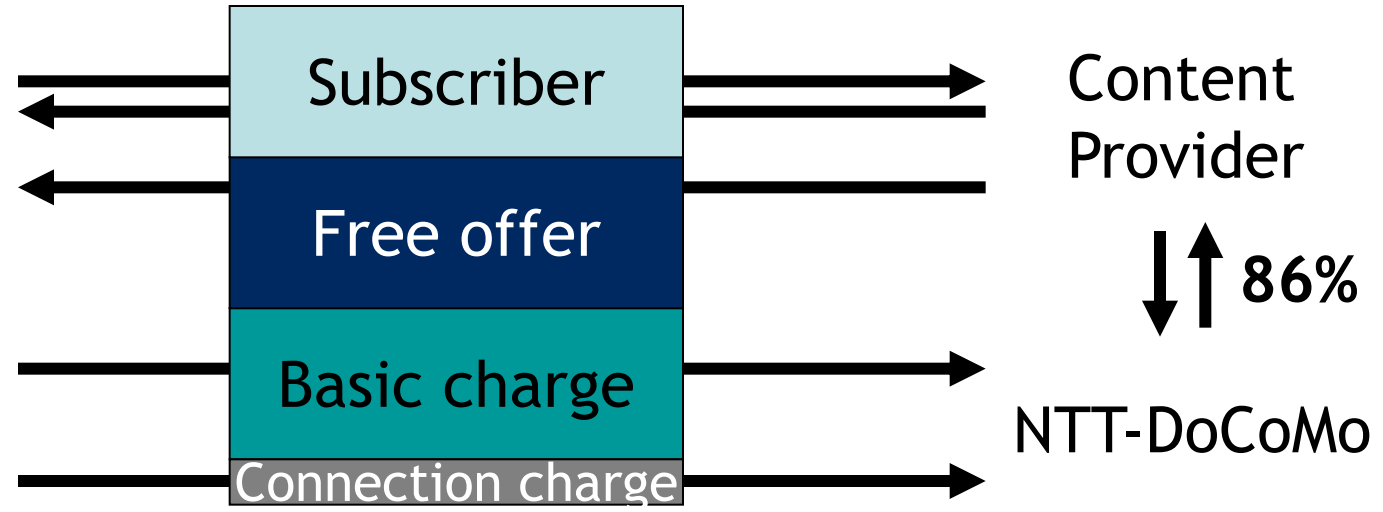 Subscriber
Free offer
Basic charge
Connection charge
Content
Provider
86%
NTT-DoCoMo